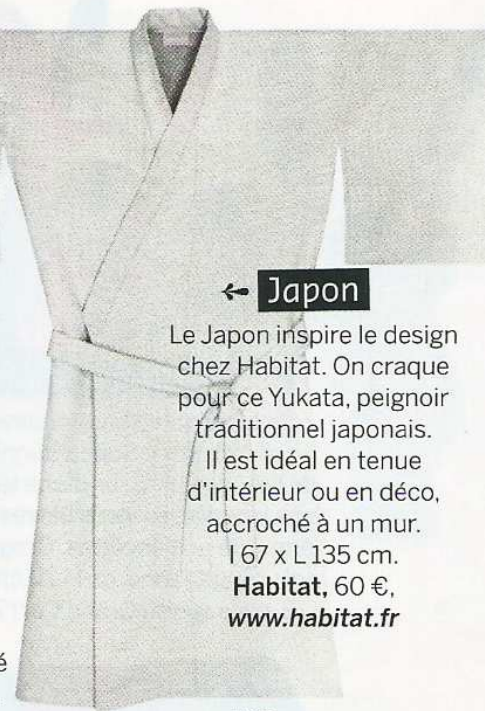 Japon
Le Japon inspire le design
chez Habitat. On craque
pour ce Yukata, peignoir
traditionnel japonais.
Il est idéal en tenue
d'intérieur ou en déco,
accroché à un mur.
l 67 x L 135 cm.
Habitat, 60 €,
www.habitat.fr
é